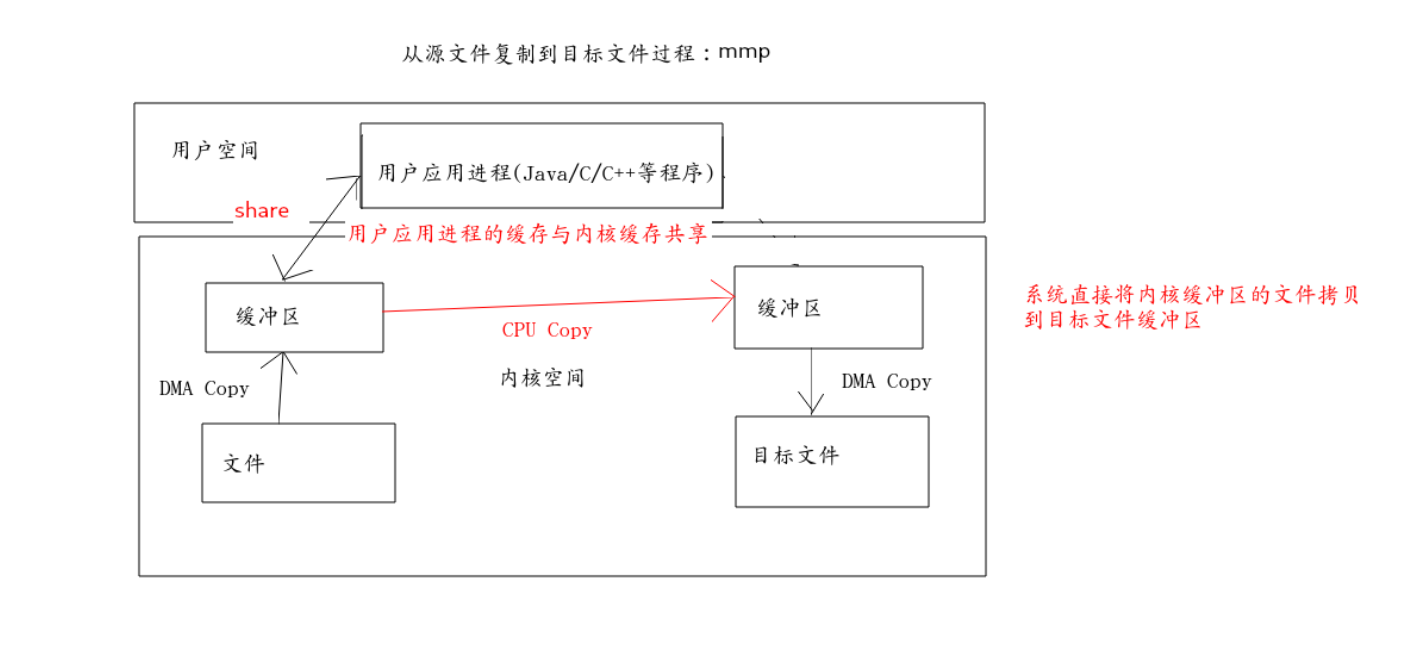 从源文件复制到目标文件过程：mmp
用户空间
用户应用进程(Java/C/C++等程序)
share
用户应用进程的缓存与内核缓存共享
缓冲区
缓冲区
系统直接将内核缓冲区的文件拷贝
到目标文件缓冲区
CPU Copy
内核空间
DMA Copy
DMA Copy
文件
目标文件